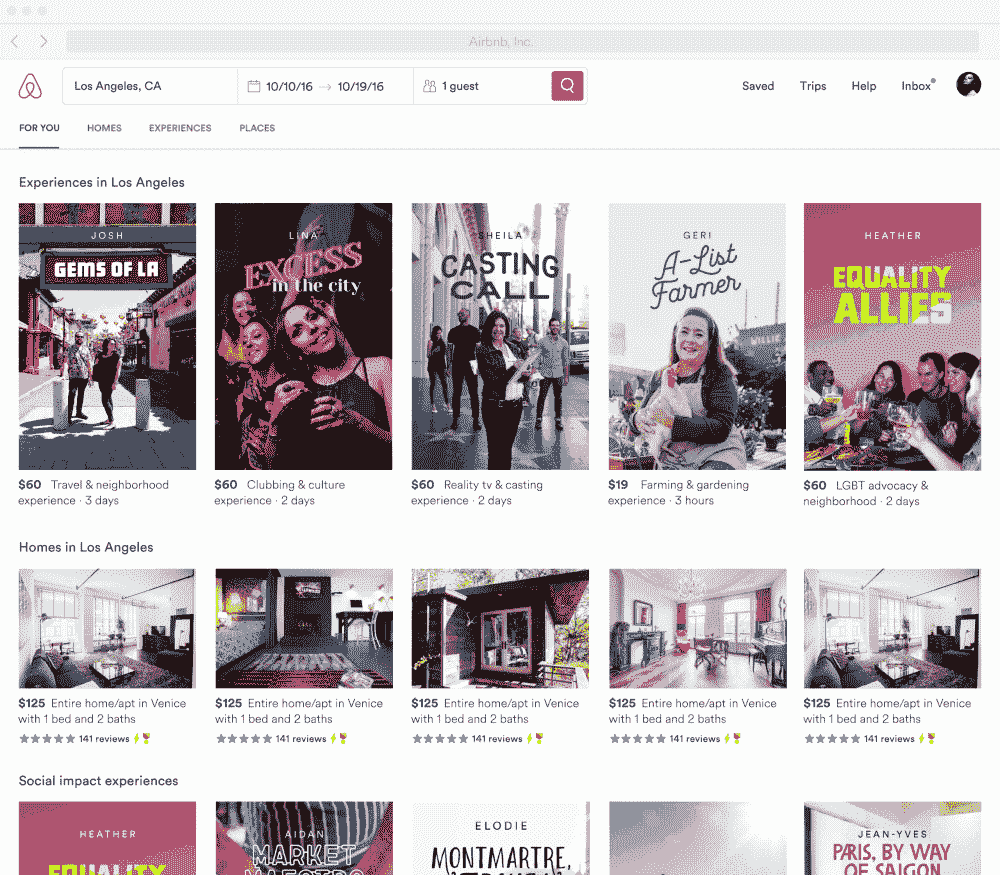 Airbnb, Inc.
Los Angeles, CA
10/10/16 → 10/19/16
1 guest
Saved
Trips
Help
Inbox
FOR YOU
HOMES
EXPERIENCES
PLACES
Experiences in Los Angeles
JOSH
GEMS OF LA
$60 Travel & neighborhood
experience · 3 days
LINA
EXCESS
in the city
$60 Clubbing & culture
experience · 2 days
SHEILA
CASTING
CALL
$60 Reality tv & casting
experience · 2 days
GERI
A-List
Farmer
WILLIE
$19 Farming & gardening
experience · 3 hours
HEATHER
EQUALITY
ALLIES
$60 LGBT advocacy &
neighborhood · 2 days
Homes in Los Angeles
$125 Entire home/apt in Venice
with 1 bed and 2 baths
141 reviews
$125 Entire home/apt in Venice
with 1 bed and 2 baths
141 reviews
$125 Entire home/apt in Venice
with 1 bed and 2 baths
141 reviews
$125 Entire home/apt in Venice
with 1 bed and 2 baths
141 reviews
$125 Entire home/apt in Venice
with 1 bed and 2 baths
141 reviews
Social impact experiences
HEATHER
EQUALITY
AIDAN
MARKET
MAESTRO
ELODIE
MONTMARTRE,
JEAN-YVES
PARIS, BY WAY
OF SAIGON